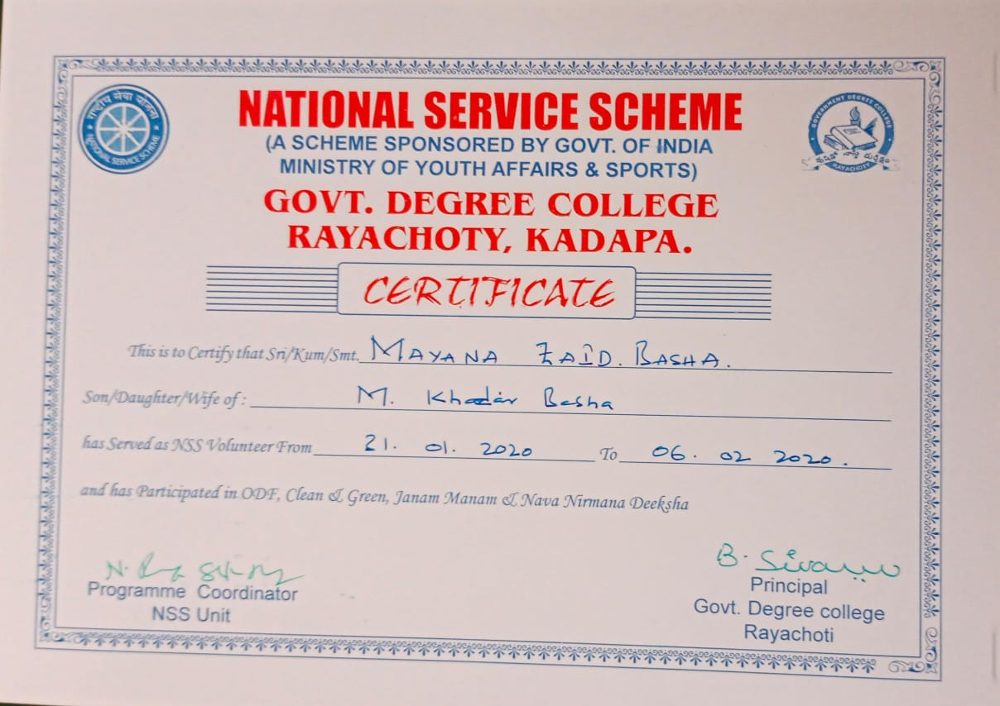 राष्ट्रीय सेवा योजना
NATIONAL SERVICE SCHEME
GOVERNMENT DEGREE COLLEGE
RAYACHOTY
NATIONAL SERVICE SCHEME
(A SCHEME SPONSORED BY GOVT. OF INDIA
MINISTRY OF YOUTH AFFAIRS & SPORTS)
GOVT. DEGREE COLLEGE
RAYACHOTY, KADAPA.
CERTIFICATE
This is to Certify that Sri/Kum/Smt. MAYANA ZAID. BASHA.
Son/Daughter/Wife of : M. Khadar Basha
has Served as NSS Volunteer From 21. 01. 2020 To 06. 02 2020.
and has Participated in ODF, Clean & Green, Janam Manam & Nava Nirmana Deeksha
N.
Programme Coordinator
NSS Unit
B.
Principal
Govt. Degree college
Rayachoti